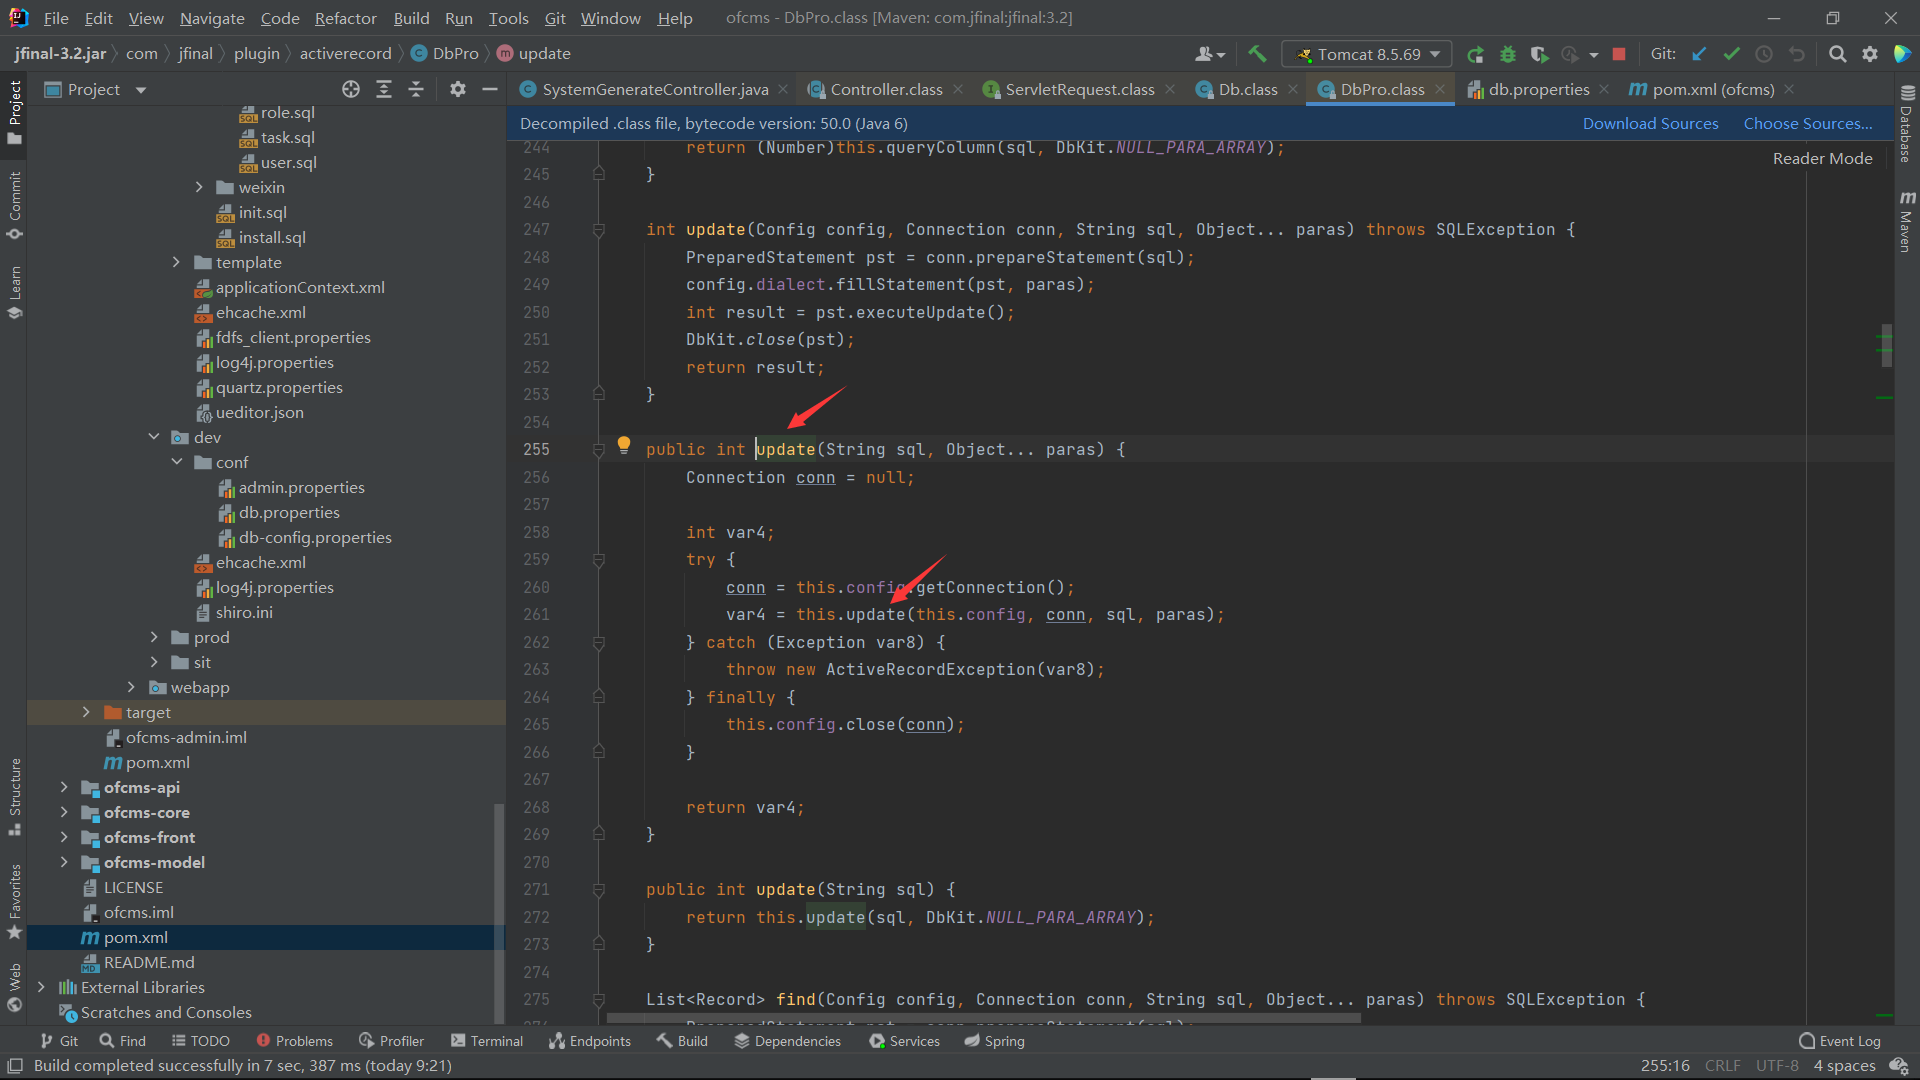 File Edit View Navigate Code Refactor Build Run Tools Git Window Help ofcms - DbPro.class [Maven: com.jfinal:jfinal:3.2]
jfinal-3.2.jar com jfinal plugin activerecord DbPro update Tomcat 8.5.69 Git:
Project SystemGenerateController.java Controller.class ServletRequest.class Db.class DbPro.class db.properties pom.xml (ofcms)
Decompiled .class file, bytecode version: 50.0 (Java 6) Download Sources Choose Sources...
Reader Mode
Project
Commit
Learn
Structure
Favorites
Web
Database
Maven
role.sql
task.sql
user.sql
weixin
init.sql
install.sql
template
applicationContext.xml
ehcache.xml
fdfs_client.properties
log4j.properties
quartz.properties
ueditor.json
dev
conf
admin.properties
db.properties
db-config.properties
ehcache.xml
log4j.properties
shiro.ini
prod
sit
webapp
target
ofcms-admin.iml
pom.xml
ofcms-api
ofcms-core
ofcms-front
ofcms-model
LICENSE
ofcms.iml
pom.xml
README.md
External Libraries
Scratches and Consoles
244 return (Number)this.queryColumn(sql, DbKit.NULL_PARA_ARRAY);
245 }
246
247 int update(Config config, Connection conn, String sql, Object... paras) throws SQLException {
248 PreparedStatement pst = conn.prepareStatement(sql);
249 config.dialect.fillStatement(pst, paras);
250 int result = pst.executeUpdate();
251 DbKit.close(pst);
252 return result;
253 }
254
255 public int update(String sql, Object... paras) {
256 Connection conn = null;
257
258 int var4;
259 try {
260 conn = this.config.getConnection();
261 var4 = this.update(this.config, conn, sql, paras);
262 } catch (Exception var8) {
263 throw new ActiveRecordException(var8);
264 } finally {
265 this.config.close(conn);
266 }
267
268 return var4;
269 }
270
271 public int update(String sql) {
272 return this.update(sql, DbKit.NULL_PARA_ARRAY);
273 }
274
275 List<Record> find(Config config, Connection conn, String sql, Object... paras) throws SQLException {
Git Find TODO Problems Profiler Terminal Endpoints Build Dependencies Services Spring Event Log
Build completed successfully in 7 sec, 387 ms (today 9:21) 255:16 CRLF UTF-8 4 spaces